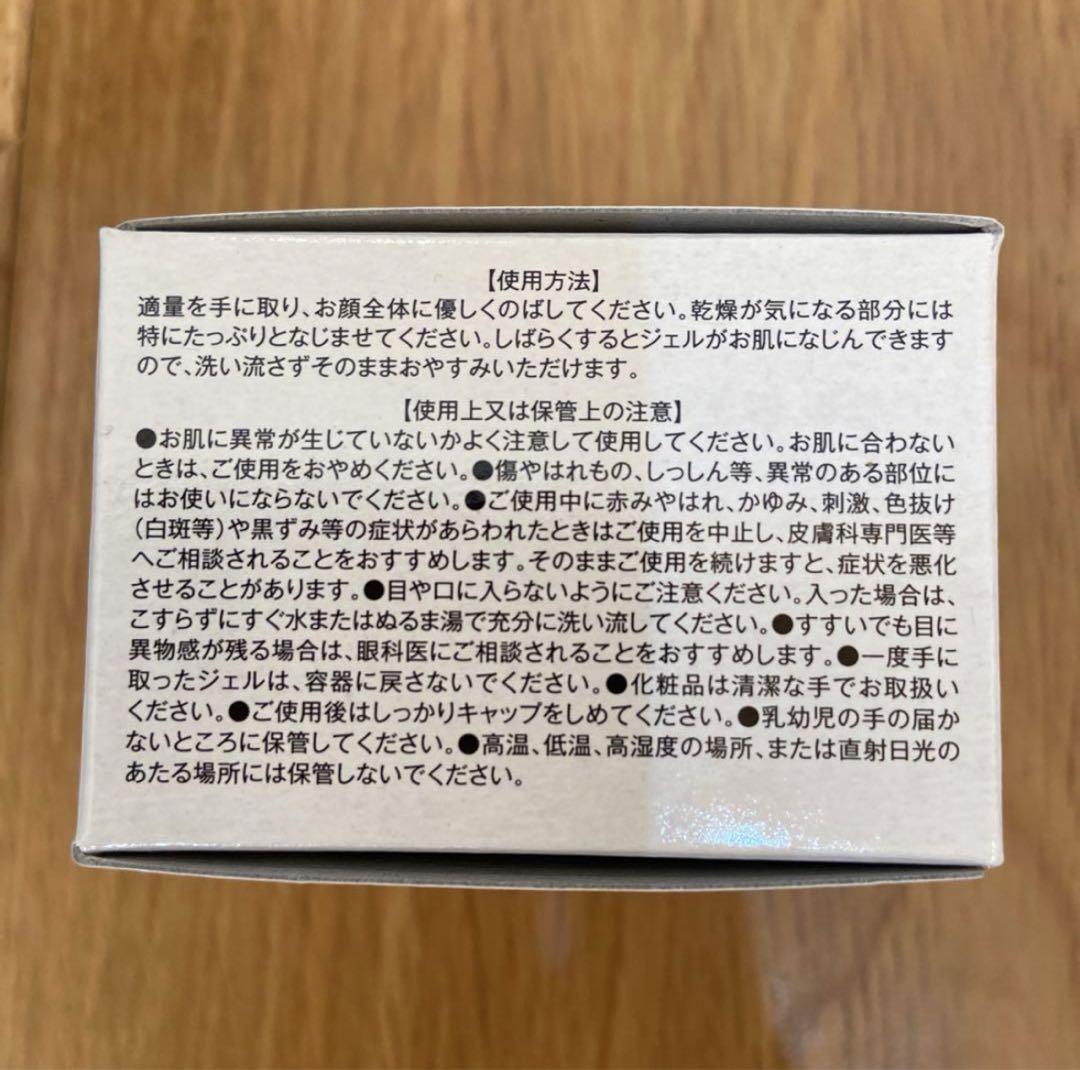 【使用方法】
適量を手に取り、お顔全体に優しくのばしてください。乾燥が気になる部分には
特にたっぷりとなじませてください。しばらくするとジェルがお肌になじんできます
ので、洗い流さずそのままおやすみいただけます。
【使用上又は保管上の注意】
●お肌に異常が生じていないかよく注意して使用してください。お肌に合わない
ときは、ご使用をおやめください。●傷やはれもの、しっしん等、異常のある部位に
はお使いにならないでください。●ご使用中に赤みやはれ、かゆみ、刺激、色抜け
（白斑等）や黒ずみ等の症状があらわれたときはご使用を中止し、皮膚科専門医等
へご相談されることをおすすめします。そのままご使用を続けますと、症状を悪化
させることがあります。●目や口に入らないようにご注意ください。入った場合は、
こすらずにすぐ水またはぬるま湯で充分に洗い流してください。●すすいでも目に
異物感が残る場合は、眼科医にご相談されることをおすすめします。●一度手に
取ったジェルは、容器に戻さないでください。●化粧品は清潔な手でお取扱い
ください。●ご使用後はしっかりキャップをしめてください。●乳幼児の手の届か
ないところに保管してください。●高温、低温、高湿度の場所、または直射日光の
あたる場所には保管しないでください。